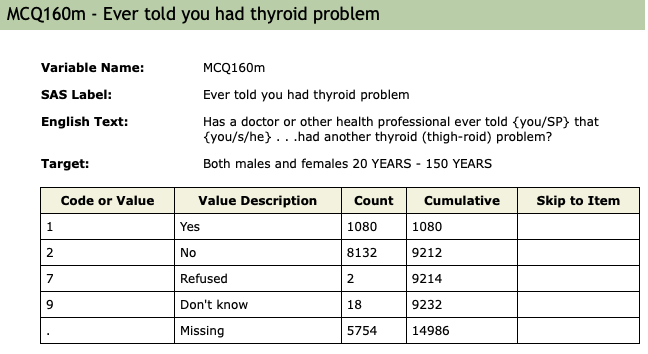 MCQ160m - Ever told you had thyroid problem
Variable Name: MCQ160m
SAS Label: Ever told you had thyroid problem
English Text: Has a doctor or other health professional ever told {you/SP} that
{you/s/he} . . .had another thyroid (thigh-roid) problem?
Target: Both males and females 20 YEARS - 150 YEARS
Code or Value Value Description Count Cumulative Skip to Item
1 Yes 1080 1080
2 No 8132 9212
7 Refused 2 9214
9 Don't know 18 9232
. Missing 5754 14986